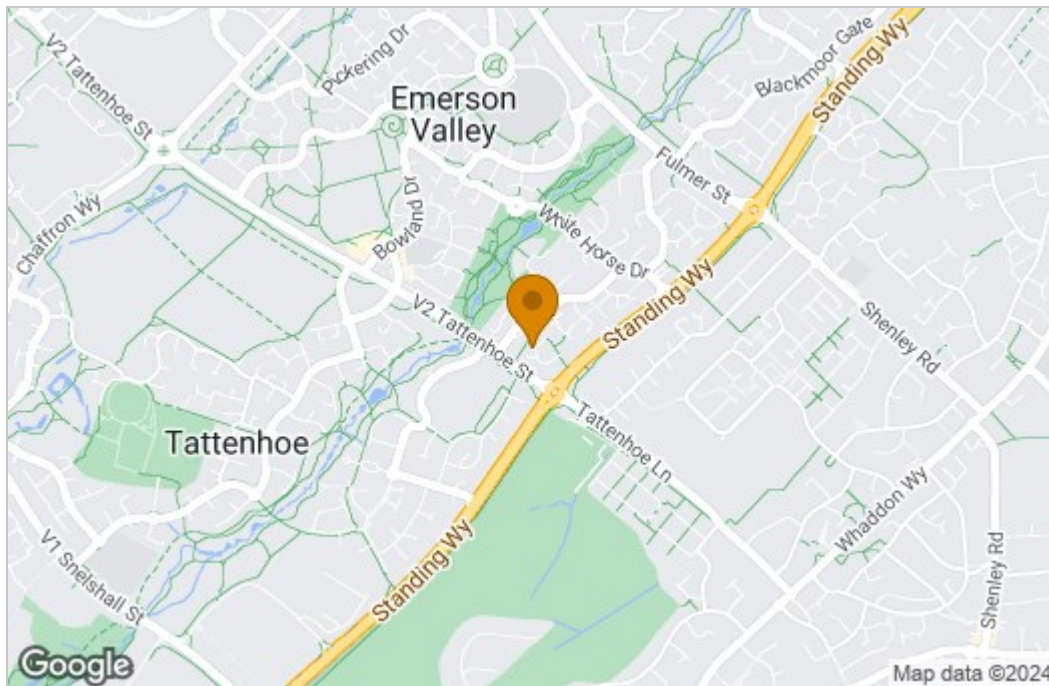 V2 Tattenhoe St
Pickering Dr
Emerson
Valley
Blackmoor Gate
Standing Wy
Fulmer St
Chaffron Wy
Bowland Dr
White Horse Dr
Standing Wy
V2 Tattenhoe St
Shenley Rd
Tattenhoe
Tattenhoe Ln
Whaddon Wy
V1 Snelshall St
Standing Wy
Shenley Rd
Google
Map data ©2024